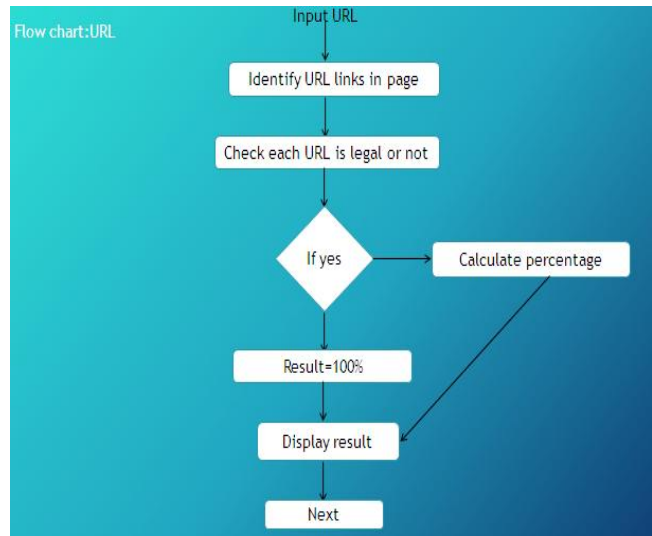 Input URL
Flow chart:URL
Identify URL links in page
Check each URL is legal or not
If yes
Calculate percentage
Result=100%
Display result
Next